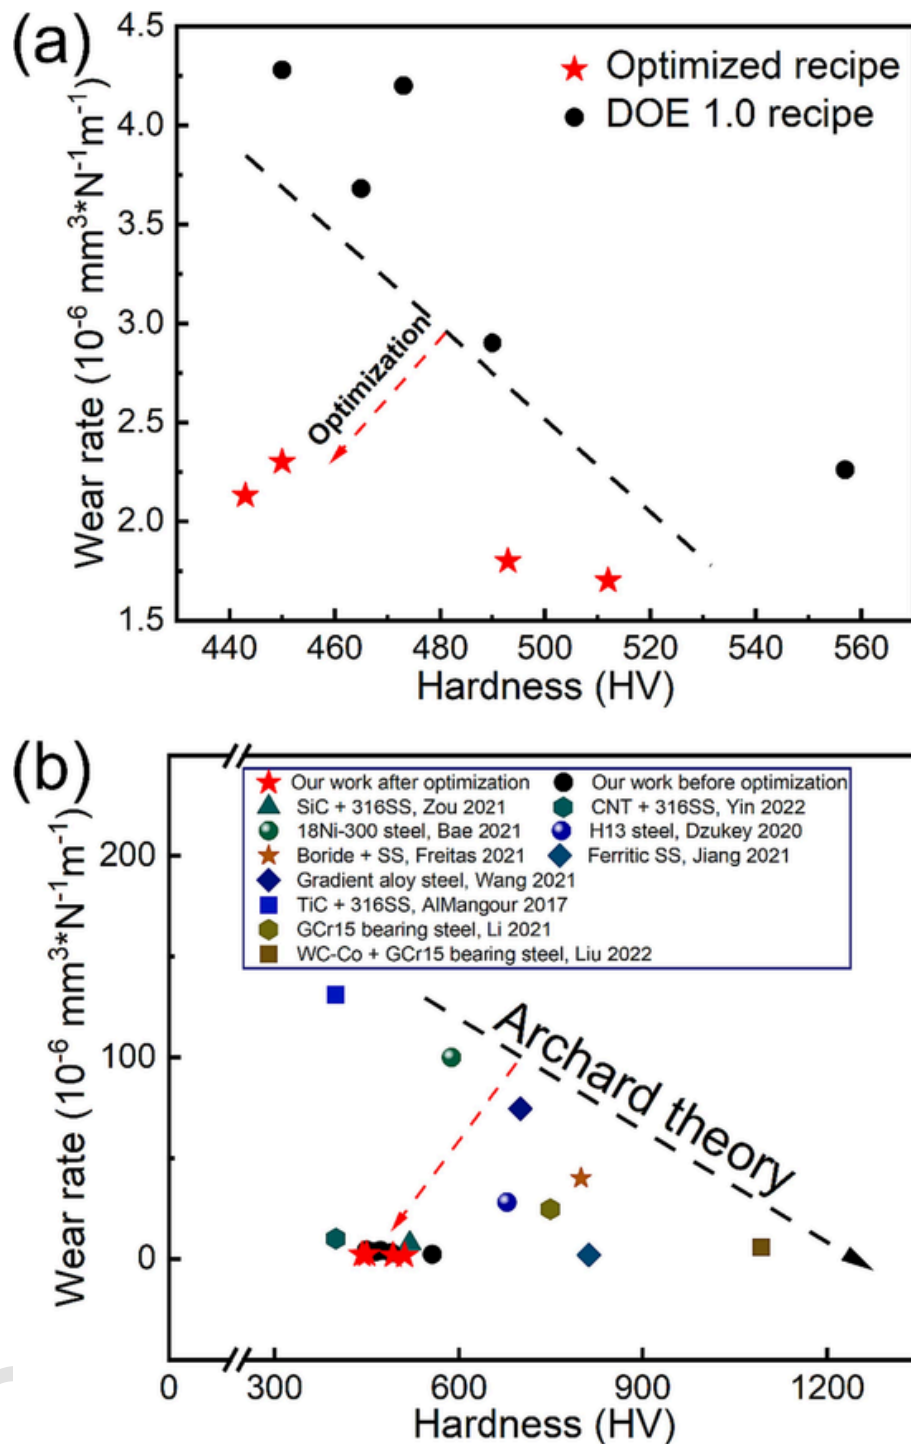 (a)
4.5
4.0
3.5
3.0
2.5
2.0
1.5
Wear rate (10⁻⁶ mm³*N⁻¹m⁻¹)
Optimized recipe
DOE 1.0 recipe
Optimization
440 460 480 500 520 540 560
Hardness (HV)
(b)
Our work after optimization
Our work before optimization
SiC + 316SS, Zou 2021
CNT + 316SS, Yin 2022
18Ni-300 steel, Bae 2021
H13 steel, Dzukey 2020
Boride + SS, Freitas 2021
Ferritic SS, Jiang 2021
Gradient aloy steel, Wang 2021
TiC + 316SS, AlMangour 2017
GCr15 bearing steel, Li 2021
WC-Co + GCr15 bearing steel, Liu 2022
200
100
0
Wear rate (10⁻⁶ mm³*N⁻¹m⁻¹)
Archard theory
0 300 600 900 1200
Hardness (HV)